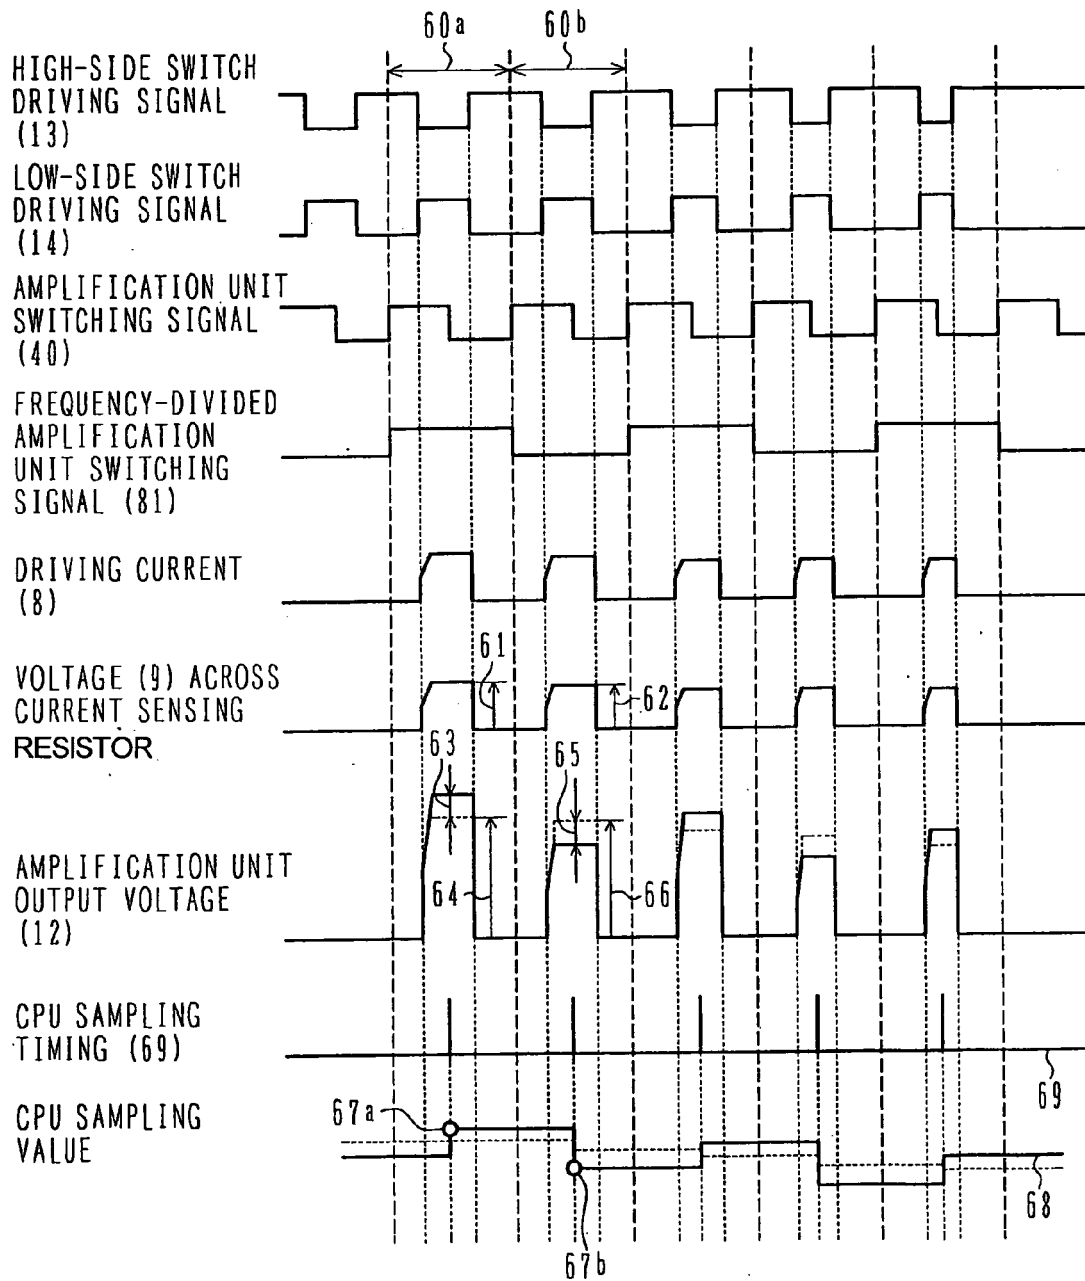 60a 60b
HIGH-SIDE SWITCH
DRIVING SIGNAL
(13)
LOW-SIDE SWITCH
DRIVING SIGNAL
(14)
AMPLIFICATION UNIT
SWITCHING SIGNAL
(40)
FREQUENCY-DIVIDED
AMPLIFICATION
UNIT SWITCHING
SIGNAL (81)
DRIVING CURRENT
(8)
VOLTAGE (9) ACROSS
CURRENT SENSING
RESISTOR
61
62
63
65
AMPLIFICATION UNIT
OUTPUT VOLTAGE
(12)
64
66
CPU SAMPLING
TIMING (69)
69
CPU SAMPLING
VALUE
67a
68
67b